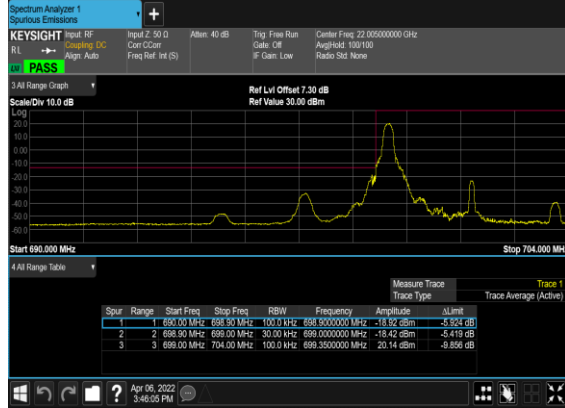 Spectrum Analyzer 1
Spurious Emissions
+
KEYSIGHT Input: RF Input Z: 50 Ω Atten: 40 dB Trig: Free Run Center Freq: 22.005000000 GHz
RL Coupling: DC Corr CCorr Gate: Off Avg|Hold: 100/100
Align: Auto Freq Ref: Int (S) IF Gain: Low Radio Std: None
PASS
3 All Range Graph
Ref Lvl Offset 7.30 dB
Scale/Div 10.0 dB Ref Value 30.00 dBm
Log
20.0
10.0
0.00
-10.0
-20.0
-30.0
-40.0
-50.0
-60.0
Start 690.000 MHz Stop 704.000 MHz
4 All Range Table
Measure Trace Trace 1
Trace Type Trace Average (Active)
Spur Range Start Freq Stop Freq RBW Frequency Amplitude ΔLimit
1 1 690.00 MHz 698.90 MHz 100.0 kHz 698.9000000 MHz -18.92 dBm -5.924 dB
2 2 698.90 MHz 699.00 MHz 30.00 kHz 699.0000000 MHz -18.42 dBm -5.419 dB
3 3 699.00 MHz 704.00 MHz 100.0 kHz 699.3500000 MHz 20.14 dBm -9.856 dB
? Apr 06, 2022
3:46:05 PM